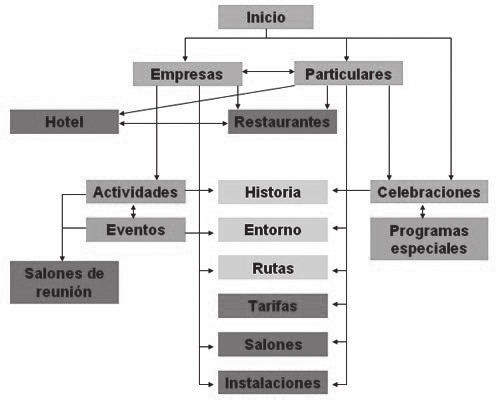 Inicio
Empresas
Particulares
Hotel
Restaurantes
Actividades
Historia
Celebraciones
Eventos
Entorno
Programas
especiales
Salones de
reunión
Rutas
Tarifas
Salones
Instalaciones